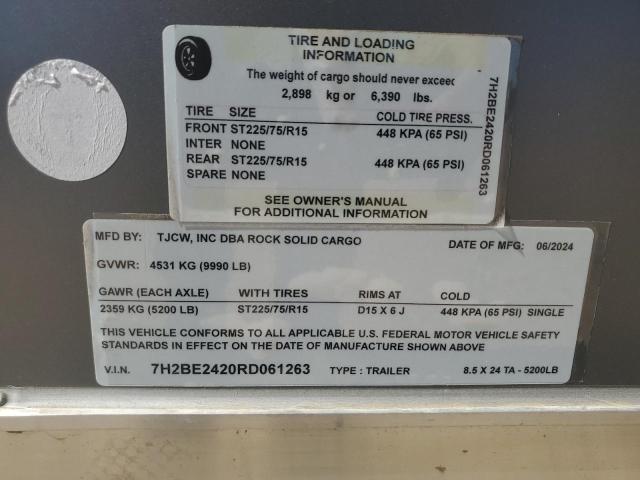 TIRE AND LOADING
INFORMATION
The weight of cargo should never exceed
2,898 kg or 6,390 lbs.
TIRE SIZE COLD TIRE PRESS.
FRONT ST225/75/R15 448 KPA (65 PSI)
INTER NONE
REAR ST225/75/R15 448 KPA (65 PSI)
SPARE NONE
SEE OWNER'S MANUAL
FOR ADDITIONAL INFORMATION
7H2BE2420RD061263
MFD BY: TJCW, INC DBA ROCK SOLID CARGO DATE OF MFG: 06/2024
GVWR: 4531 KG (9990 LB)
GAWR (EACH AXLE) WITH TIRES RIMS AT COLD
2359 KG (5200 LB) ST225/75/R15 D15 X 6 J 448 KPA (65 PSI) SINGLE
THIS VEHICLE CONFORMS TO ALL APPLICABLE U.S. FEDERAL MOTOR VEHICLE SAFETY
STANDARDS IN EFFECT ON THE DATE OF MANUFACTURE SHOWN ABOVE
V.I.N. 7H2BE2420RD061263 TYPE : TRAILER 8.5 X 24 TA - 5200LB